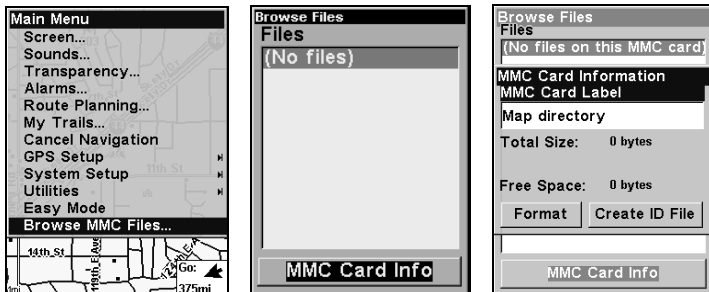 Main Menu
Screen...
Sounds...
Transparency...
Alarms...
Route Planning...
My Trails...
Cancel Navigation
GPS Setup
System Setup
Utilities
Easy Mode
Browse MMC Files...
11th St
14th_St
119th_E_Ave
Go:
375mi
Browse Files
Files
(No files)
MMC Card Info
Browse Files
Files
(No files on this MMC card)
MMC Card Information
MMC Card Label
Map directory
Total Size: 0 bytes
Free Space: 0 bytes
Format Create ID File
MMC Card Info